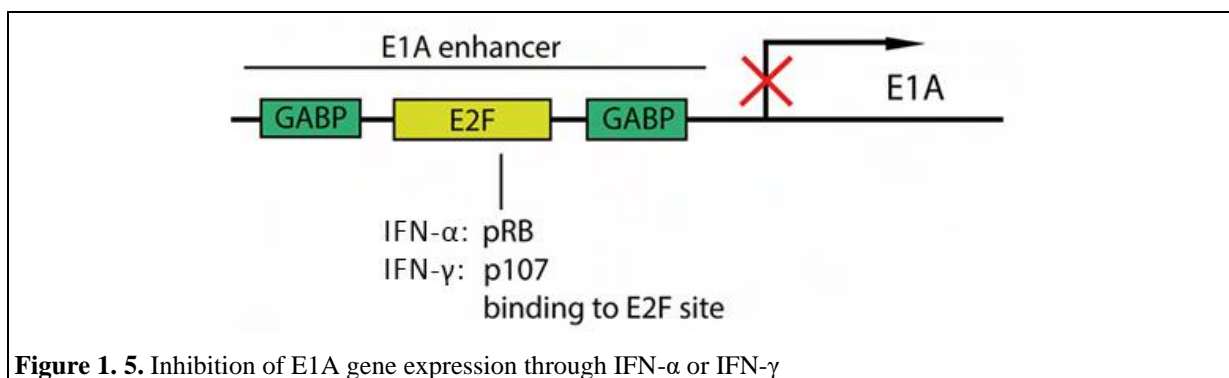 E1A enhancer
E1A
GABP E2F GABP
IFN-α: pRB
IFN-γ: p107
binding to E2F site
Figure 1. 5. Inhibition of E1A gene expression through IFN-α or IFN-γ